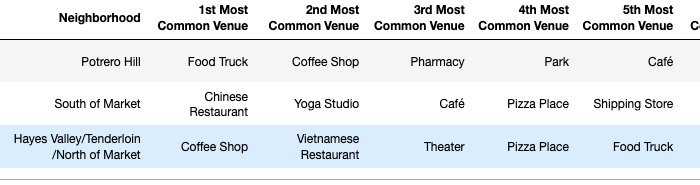 Neighborhood 1st Most Common Venue 2nd Most Common Venue 3rd Most Common Venue 4th Most Common Venue 5th Most Common Venue
Potrero Hill Food Truck Coffee Shop Pharmacy Park Café
South of Market Chinese Restaurant Yoga Studio Café Pizza Place Shipping Store
Hayes Valley/Tenderloin/North of Market Coffee Shop Vietnamese Restaurant Theater Pizza Place Food Truck